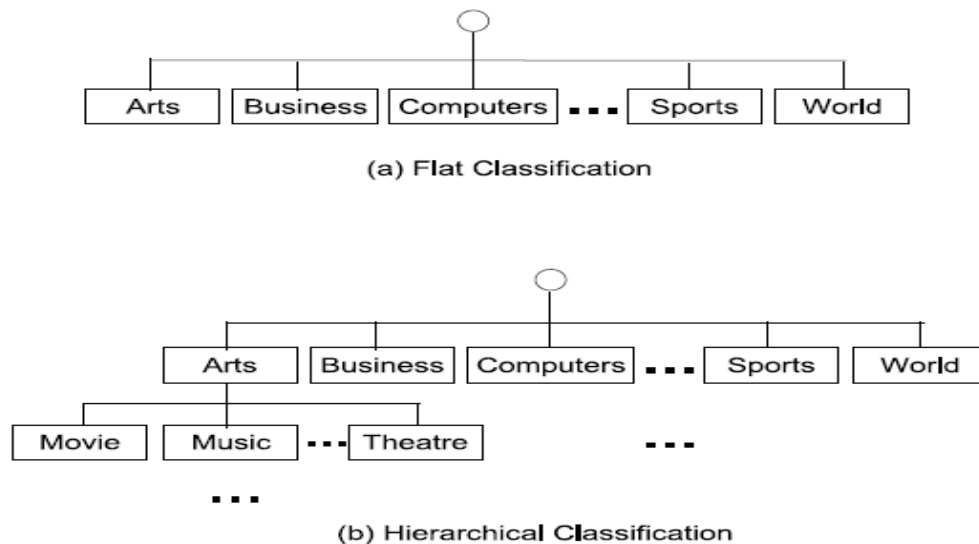 Arts Business Computers ... Sports World
(a) Flat Classification
Arts Business Computers ... Sports World
Movie Music ... Theatre ...
...
(b) Hierarchical Classification